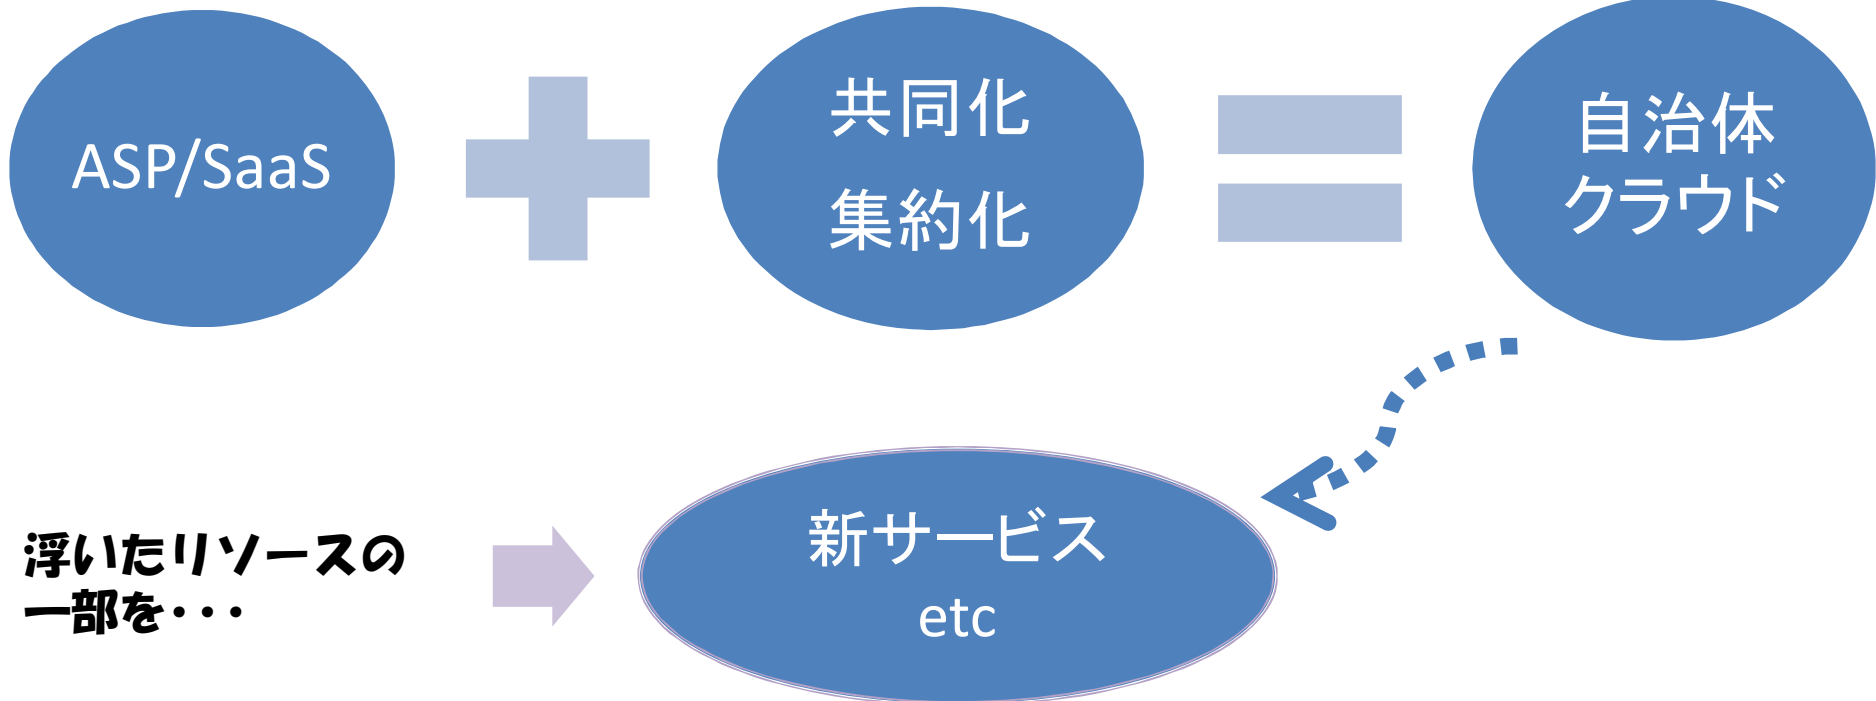 ASP/SaaS
共同化
集約化
自治体
クラウド
浮いたリソースの
一部を・・・
新サービス
etc